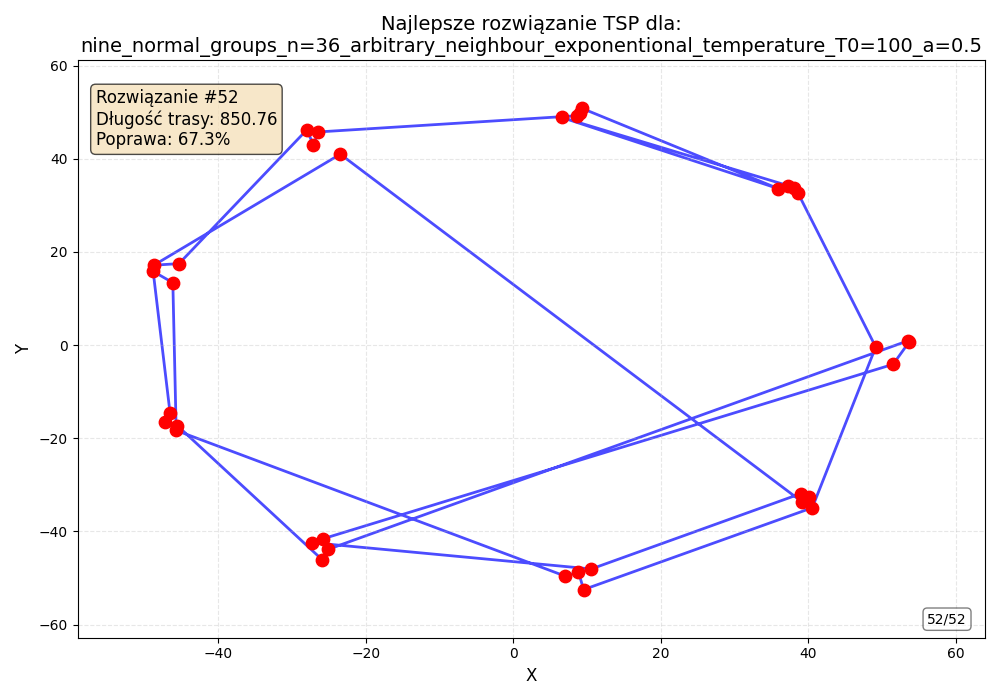 Najlepsze rozwiązanie TSP dla:
nine_normal_groups_n=36_arbitrary_neighbour_exponential_temperature_T0=100_a=0.5
Rozwiązanie #52
Długość trasy: 850.76
Poprawa: 67.3%
60
40
20
0
−20
−40
−60
Y
52/52
−40
−20
0
20
40
60
X